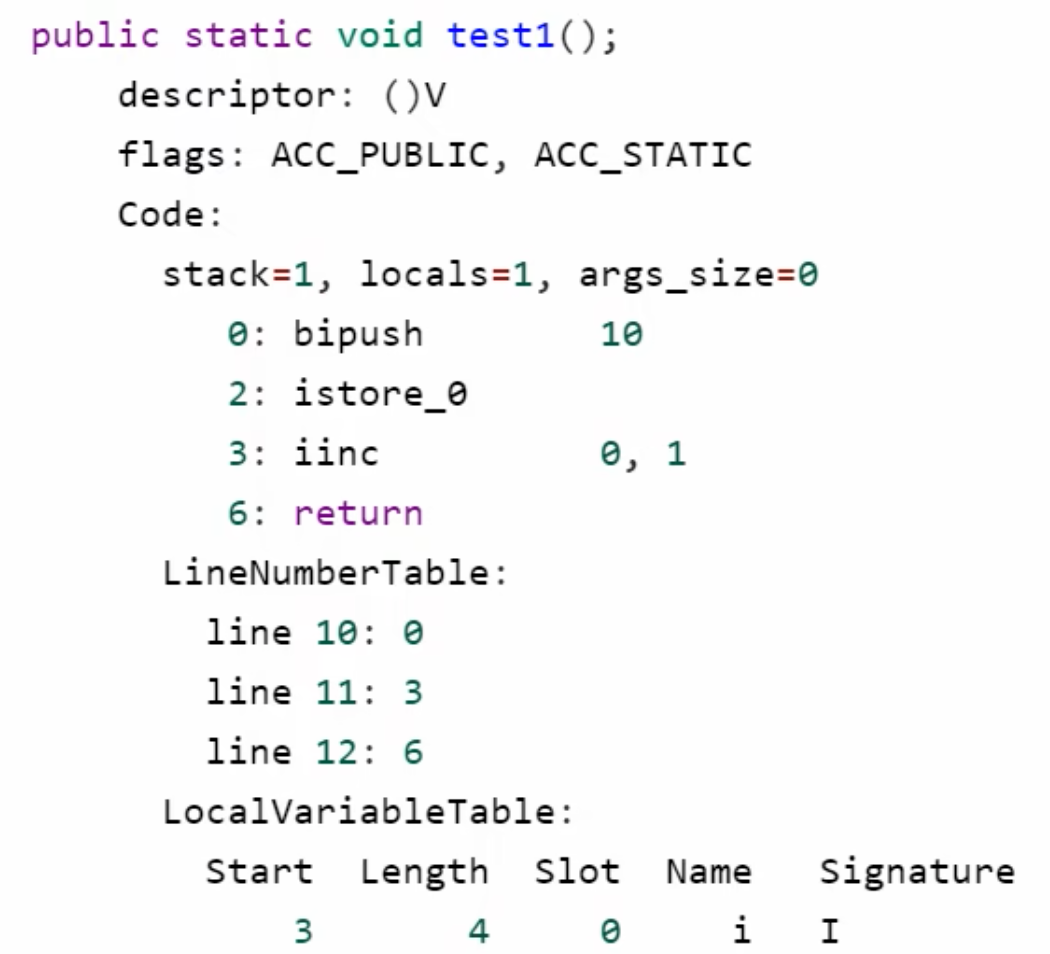 public static void test1();
descriptor: ()V
flags: ACC_PUBLIC, ACC_STATIC
Code:
stack=1, locals=1, args_size=0
0: bipush 10
2: istore_0
3: iinc 0, 1
6: return
LineNumberTable:
line 10: 0
line 11: 3
line 12: 6
LocalVariableTable:
Start Length Slot Name Signature
3 4 0 i I